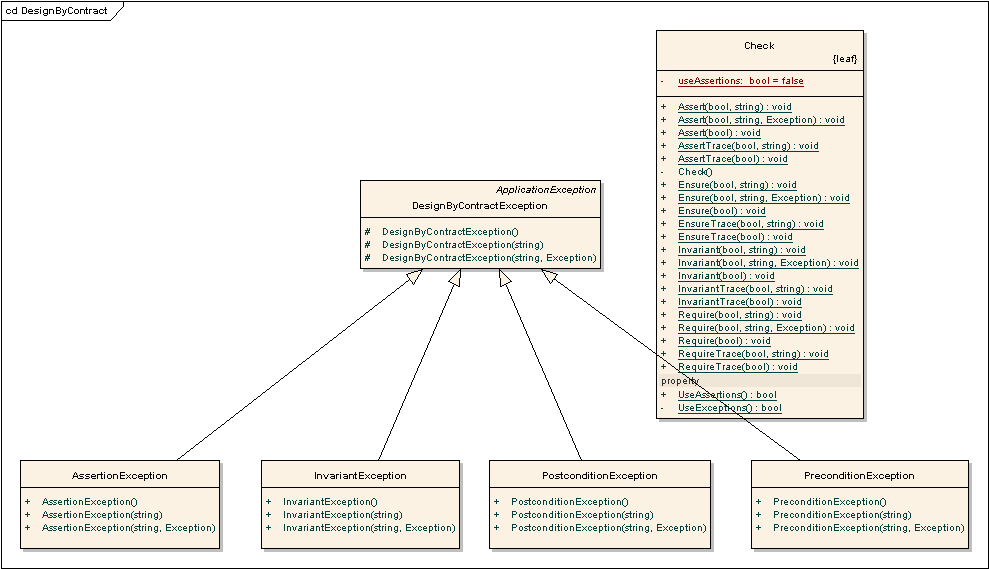 cd DesignByContract
Check
{leaf}
- useAssertions: bool = false
+ Assert(bool, string) : void
+ Assert(bool, string, Exception) : void
+ Assert(bool) : void
+ AssertTrace(bool, string) : void
+ AssertTrace(bool) : void
- Check()
+ Ensure(bool, string) : void
+ Ensure(bool, string, Exception) : void
+ Ensure(bool) : void
+ EnsureTrace(bool, string) : void
+ EnsureTrace(bool) : void
+ Invariant(bool, string) : void
+ Invariant(bool, string, Exception) : void
+ Invariant(bool) : void
+ InvariantTrace(bool, string) : void
+ InvariantTrace(bool) : void
+ Require(bool, string) : void
+ Require(bool, string, Exception) : void
+ Require(bool) : void
+ RequireTrace(bool, string) : void
+ RequireTrace(bool) : void
property
+ UseAssertions() : bool
- UseExceptions() : bool
ApplicationException
DesignByContractException
# DesignByContractException()
# DesignByContractException(string)
# DesignByContractException(string, Exception)
AssertionException
+ AssertionException()
+ AssertionException(string)
+ AssertionException(string, Exception)
InvariantException
+ InvariantException()
+ InvariantException(string)
+ InvariantException(string, Exception)
PostconditionException
+ PostconditionException()
+ PostconditionException(string)
+ PostconditionException(string, Exception)
PreconditionException
+ PreconditionException()
+ PreconditionException(string)
+ PreconditionException(string, Exception)